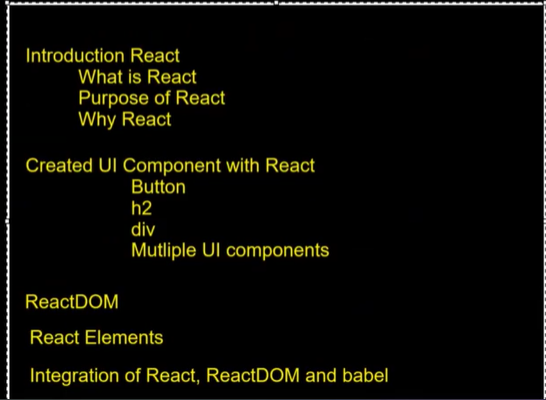 Introduction React
What is React
Purpose of React
Why React
Created UI Component with React
Button
h2
div
Mutliple UI components
ReactDOM
React Elements
Integration of React, ReactDOM and babel